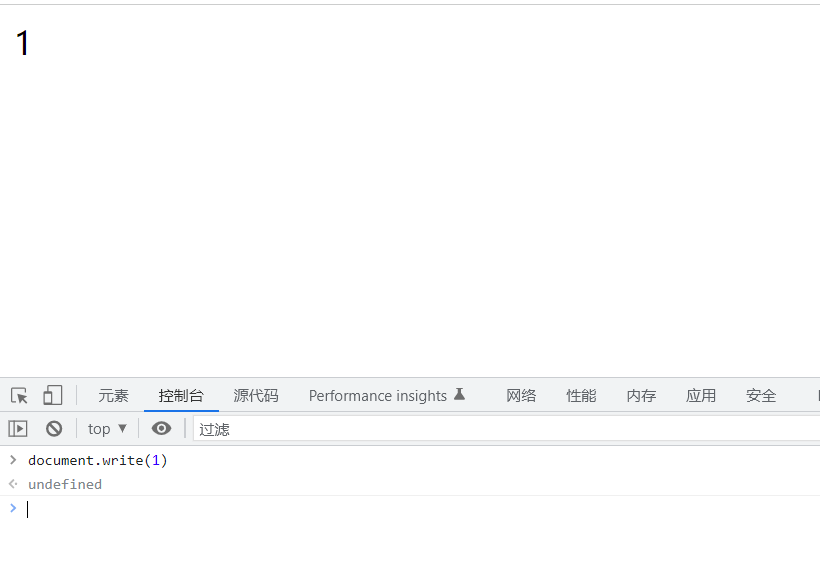 1
元素 控制台 源代码 Performance insights 网络 性能 内存 应用 安全
top ▼ 过滤
> document.write(1)
undefined
>